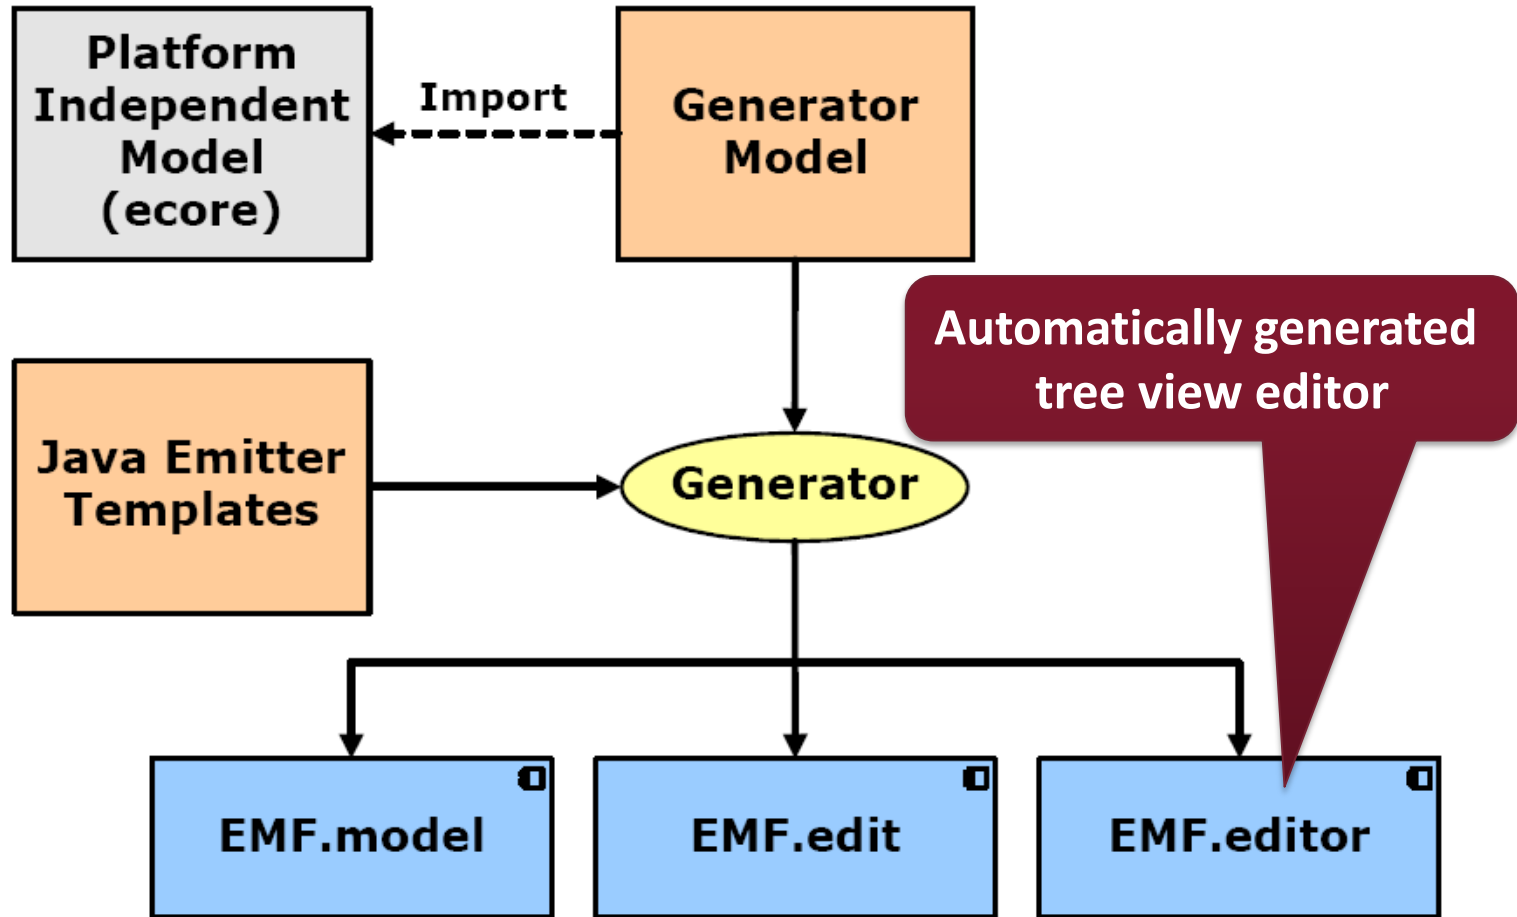 Platform
Independent
Model
(ecore)
Import
Generator
Model
Automatically generated
tree view editor
Java Emitter
Templates
Generator
EMF.model
EMF.edit
EMF.editor